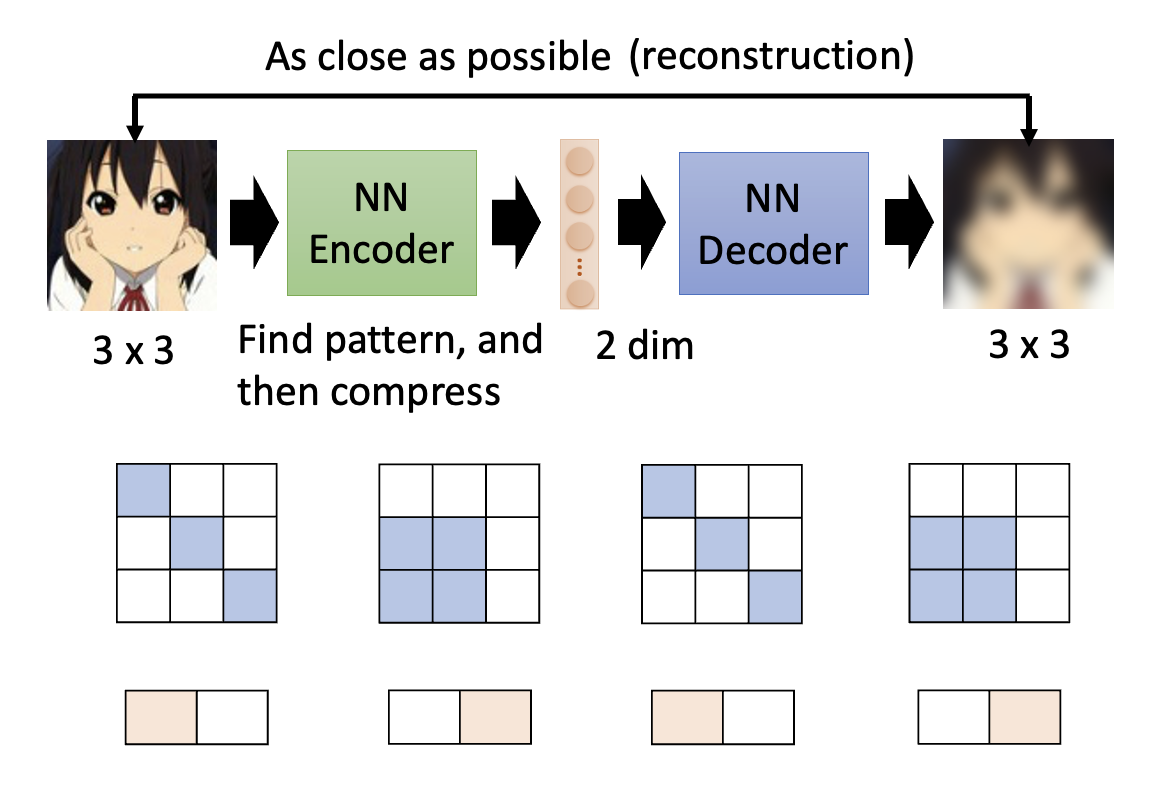 As close as possible (reconstruction)
NN
Encoder
NN
Decoder
3 x 3
Find pattern, and
then compress
2 dim
3 x 3